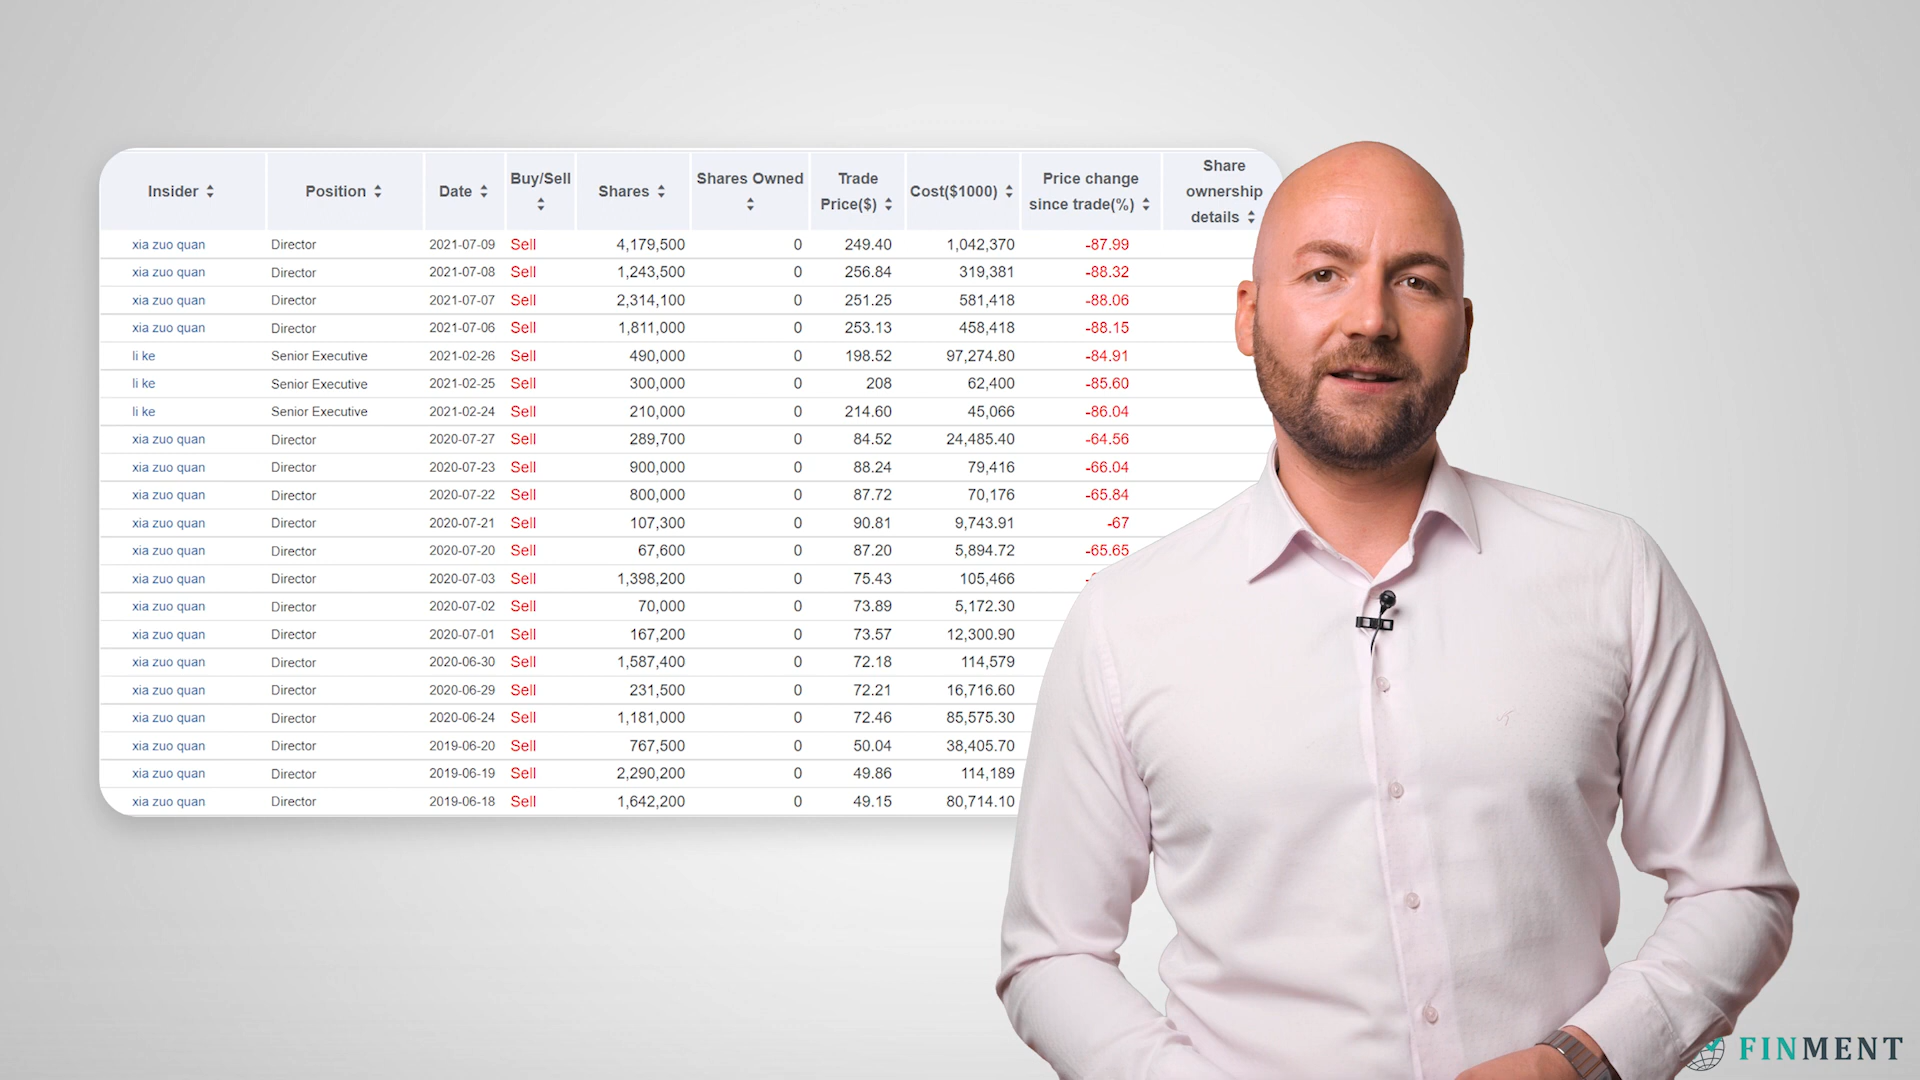 Insider Position Date Buy/Sell Shares Shares Owned Trade Price($) Cost($1000) Price change since trade(%) Share ownership details
xia zuo quan Director 2021-07-09 Sell 4,179,500 0 249.40 1,042,370 -87.99
xia zuo quan Director 2021-07-08 Sell 1,243,500 0 256.84 319,381 -88.32
xia zuo quan Director 2021-07-07 Sell 2,314,100 0 251.25 581,418 -88.06
xia zuo quan Director 2021-07-06 Sell 1,811,000 0 253.13 458,418 -88.15
li ke Senior Executive 2021-02-26 Sell 490,000 0 198.52 97,274.80 -84.91
li ke Senior Executive 2021-02-25 Sell 300,000 0 208 62,400 -85.60
li ke Senior Executive 2021-02-24 Sell 210,000 0 214.60 45,066 -86.04
xia zuo quan Director 2020-07-27 Sell 289,700 0 84.52 24,485.40 -64.56
xia zuo quan Director 2020-07-23 Sell 900,000 0 88.24 79,416 -66.04
xia zuo quan Director 2020-07-22 Sell 800,000 0 87.72 70,176 -65.84
xia zuo quan Director 2020-07-21 Sell 107,300 0 90.81 9,743.91 -67
xia zuo quan Director 2020-07-20 Sell 67,600 0 87.20 5,894.72 -65.65
xia zuo quan Director 2020-07-03 Sell 1,398,200 0 75.43 105,466
xia zuo quan Director 2020-07-02 Sell 70,000 0 73.89 5,172.30
xia zuo quan Director 2020-07-01 Sell 167,200 0 73.57 12,300.90
xia zuo quan Director 2020-06-30 Sell 1,587,400 0 72.18 114,579
xia zuo quan Director 2020-06-29 Sell 231,500 0 72.21 16,716.60
xia zuo quan Director 2020-06-24 Sell 1,181,000 0 72.46 85,575.30
xia zuo quan Director 2019-06-20 Sell 767,500 0 50.04 38,405.70
xia zuo quan Director 2019-06-19 Sell 2,290,200 0 49.86 114,189
xia zuo quan Director 2019-06-18 Sell 1,642,200 0 49.15 80,714.10
FINMENT